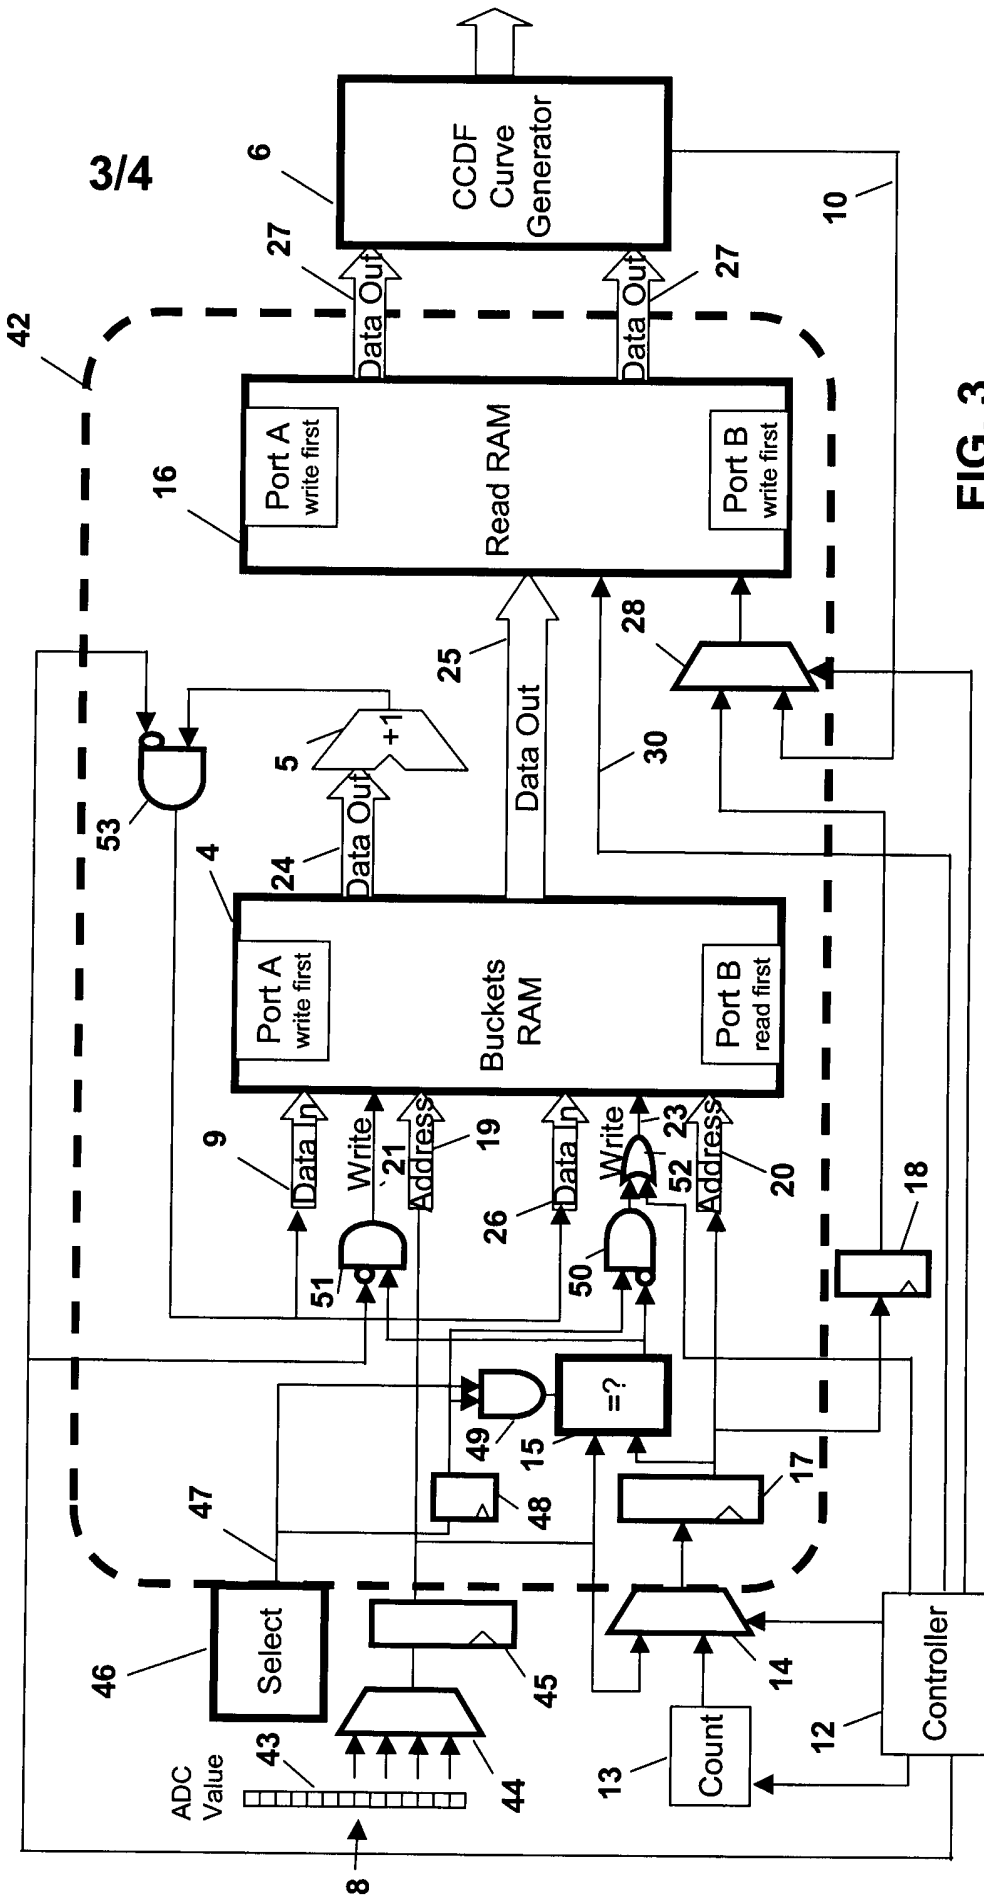 3/4
42
27
Data Out
6
CCDF
Curve
Generator
Data Out
27
10
16
Port A
write first
Read RAM
Port B
write first
28
25
Data Out
30
53
5
+1
24
Data Out
4
Port A
write first
Buckets
RAM
Port B
read first
9
Data In
Write
21
Address
19
26
Data In
Write
23
52
Address
20
51
50
18
49
=?
15
48
17
47
46
Select
45
14
44
43
ADC
Value
8
13
Count
12
Controller
FIG. 3